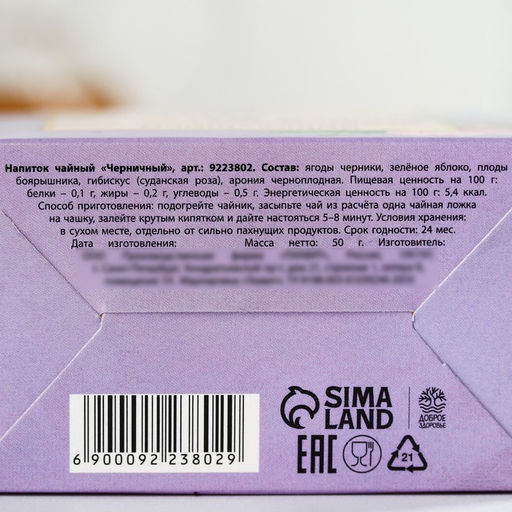 Напиток чайный «Черничный», арт.: 9223802. Состав: ягоды черники, зелёное яблоко, плоды
боярышника, гибискус (суданская роза), арония черноплодная. Пищевая ценность на 100 г:
белки – 0,1 г, жиры – 0,2 г, углеводы – 0,5 г. Энергетическая ценность на 100 г: 5,4 ккал.
Способ приготовления: подогрейте чайник, засыпьте чай из расчёта одна чайная ложка
на чашку, залейте крутым кипятком и дайте настояться 5–8 минут. Условия хранения:
в сухом месте, отдельно от сильно пахнущих продуктов. Срок годности: 24 мес.
Дата изготовления: Масса нетто: 50 г. Изготовитель:
6 900092 238029
SIMA
LAND
ДОБРОЕ
ЗДОРОВЬЕ
EAC
21